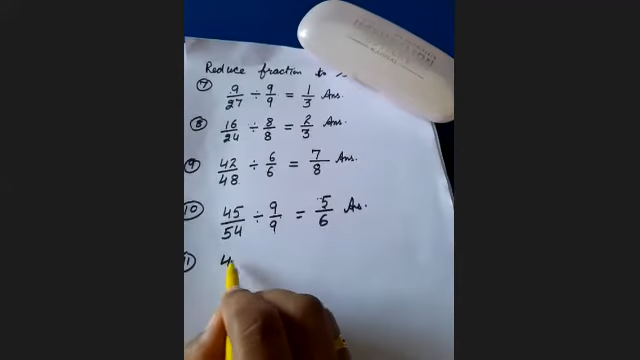 Reduce fraction to
⑦ 9/27 ÷ 9/9 = 1/3 Ans.
⑧ 16/24 ÷ 8/8 = 2/3 Ans.
⑨ 42/48 ÷ 6/6 = 7/8 Ans.
⑩ 45/54 ÷ 9/9 = 5/6 Ans.
⑪ 4